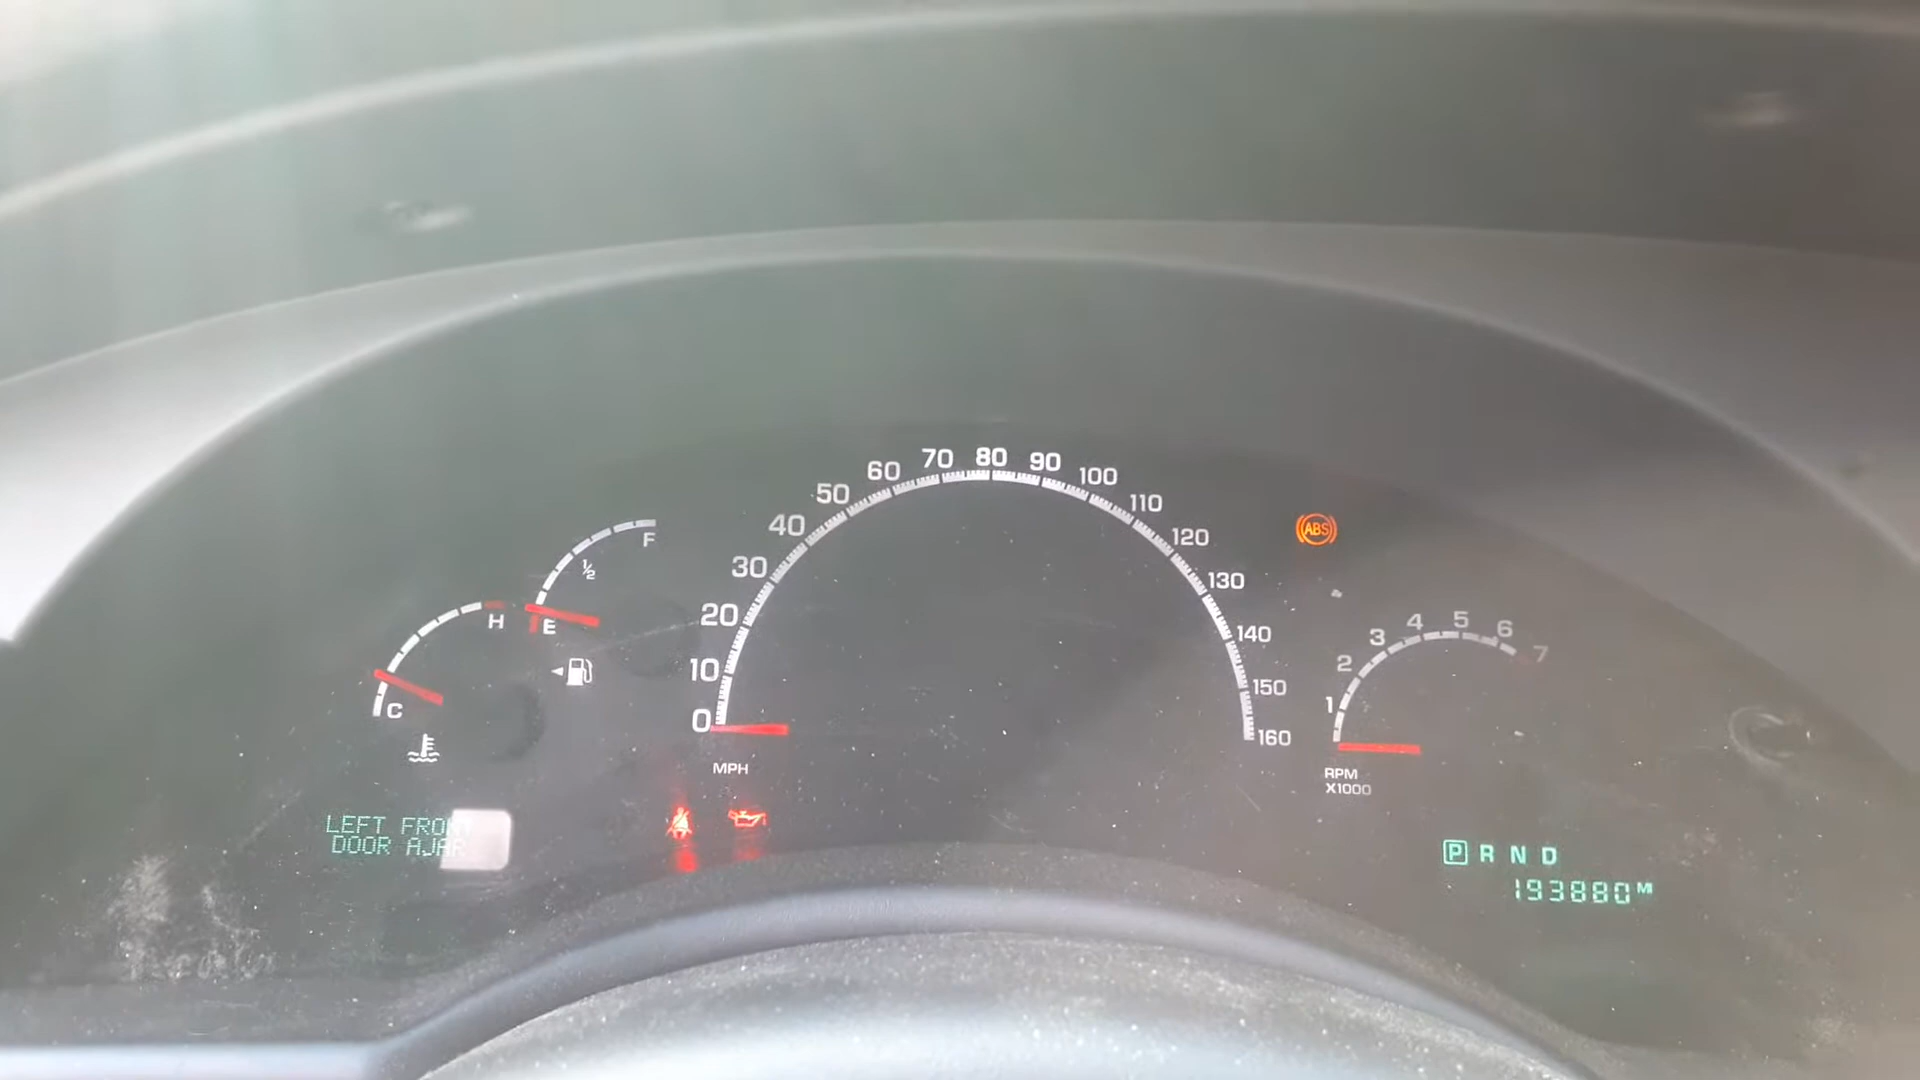 70 80 90
60 100
50 110
40 120
30 130
20 140
10 150
0 160
MPH
F
½
E
H
C
ABS
1 2 3 4 5 6 7
RPM
X1000
LEFT FRONT
DOOR AJAR
P R N D
193880 M